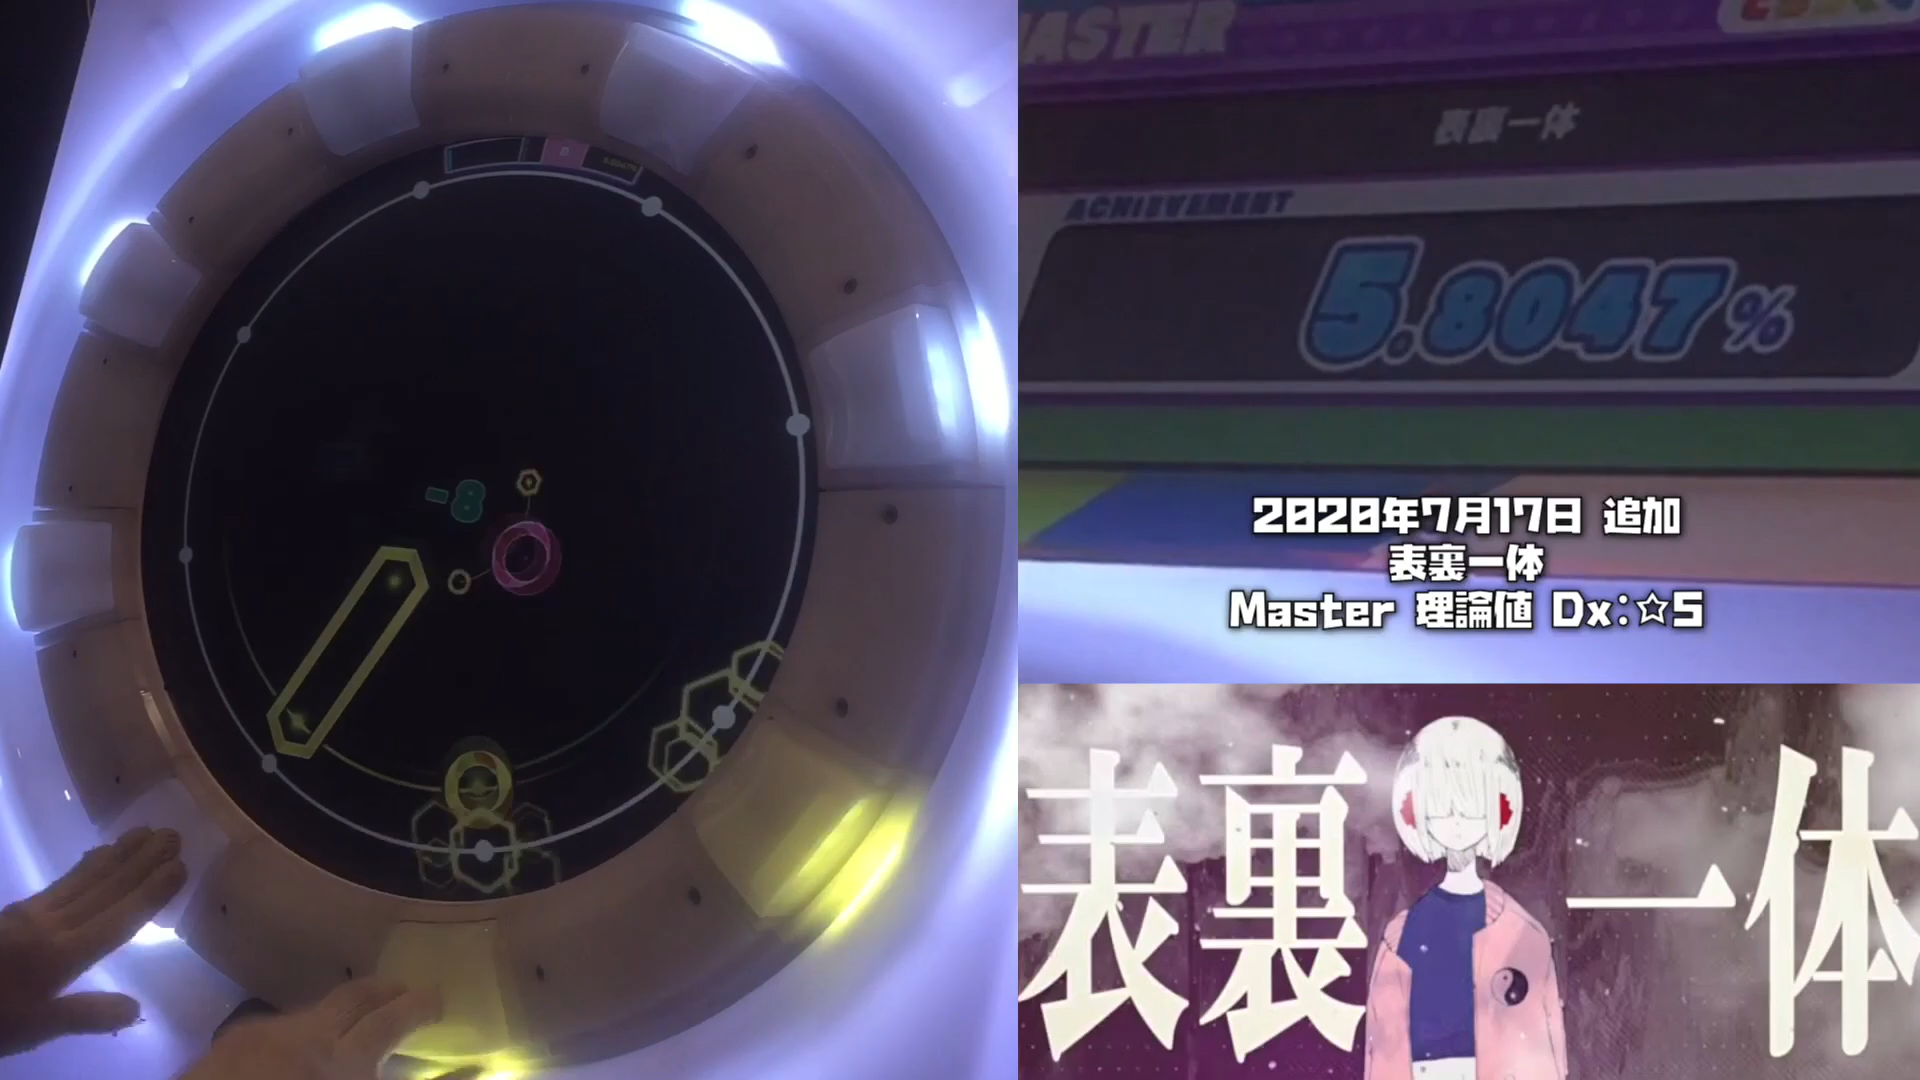 -8
MASTER
表裏一体
ACHIEVEMENT
5.8047%
2020年7月17日 追加
表裏一体
Master 理論値 Dx:☆5
表裏一体